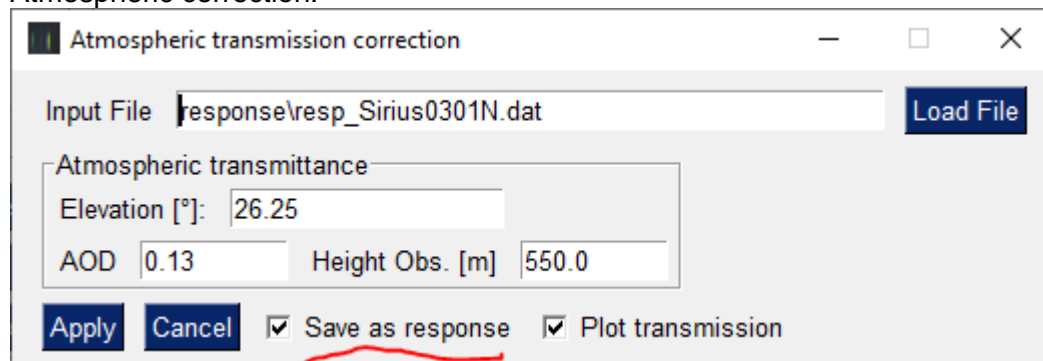 Atmospheric correction:
Atmospheric transmission correction
Input File response\resp_Sirius0301N.dat Load File
Atmospheric transmittance
Elevation [°]: 26.25
AOD 0.13 Height Obs. [m] 550.0
Apply Cancel Save as response Plot transmission